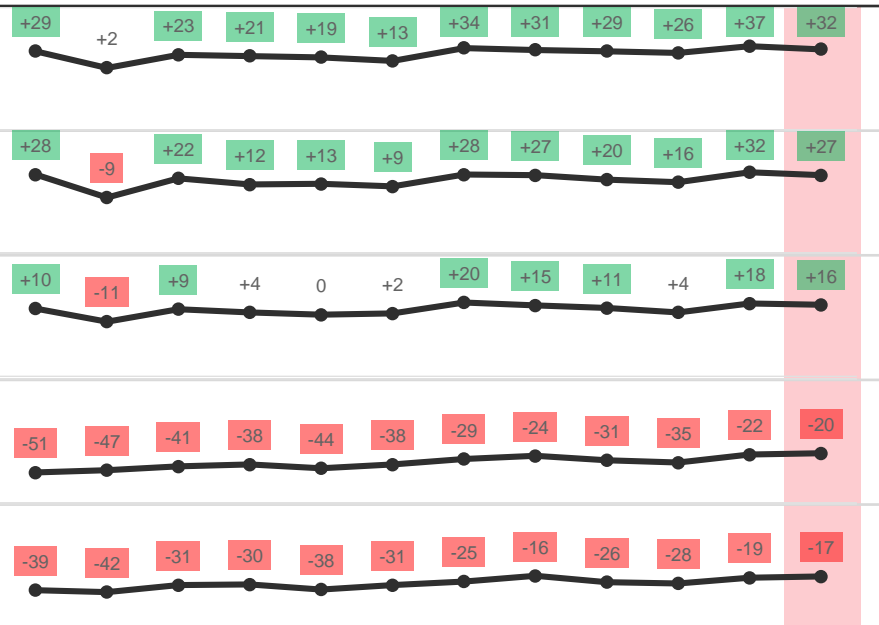 +29 +2 +23 +21 +19 +13 +34 +31 +29 +26 +37 +32
+28 -9 +22 +12 +13 +9 +28 +27 +20 +16 +32 +27
+10 -11 +9 +4 0 +2 +20 +15 +11 +4 +18 +16
-51 -47 -41 -38 -44 -38 -29 -24 -31 -35 -22 -20
-39 -42 -31 -30 -38 -31 -25 -16 -26 -28 -19 -17